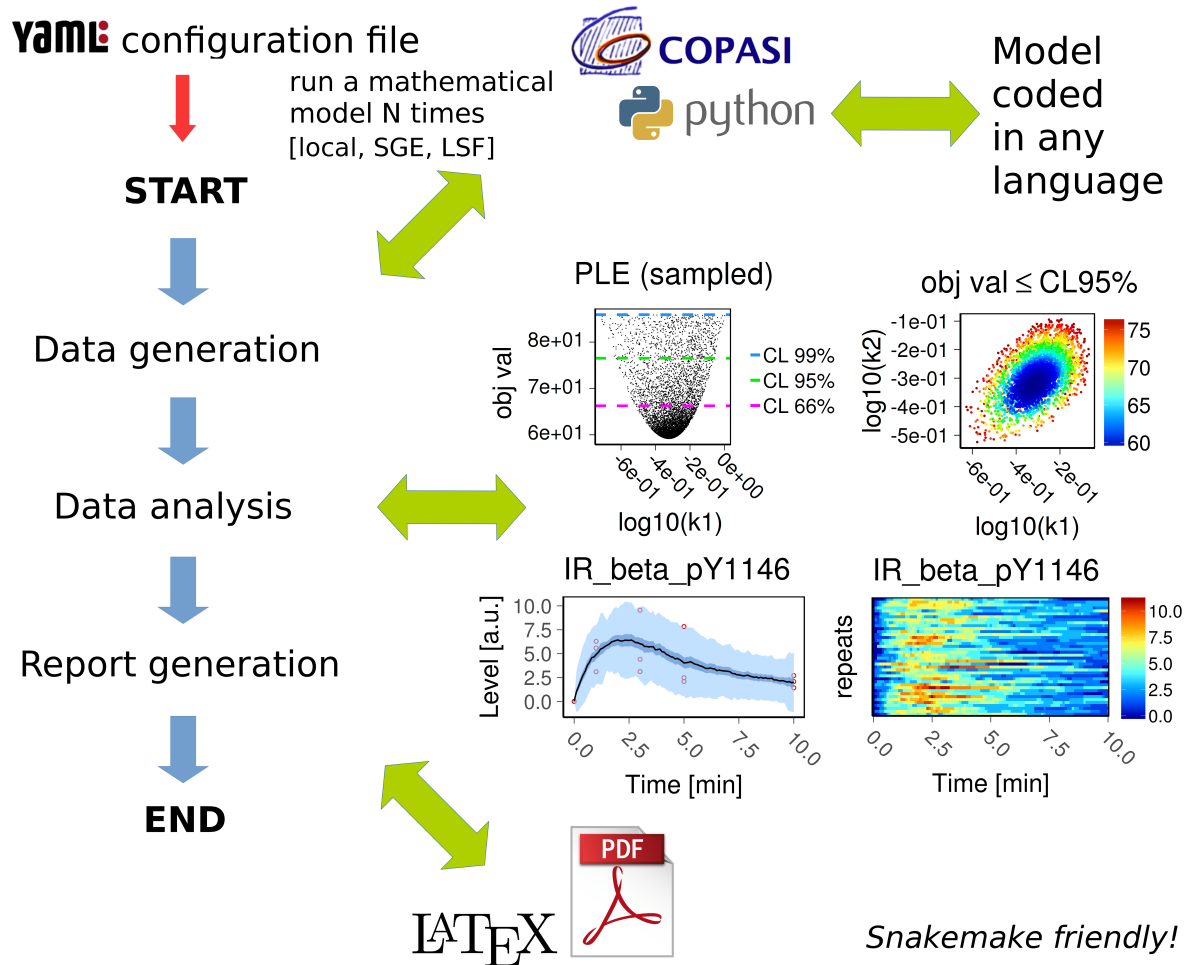 YAML configuration file
run a mathematical
model N times
[local, SGE, LSF]
COPASI
python
Model
coded
in any
language
START
Data generation
Data analysis
Report generation
END
PLE (sampled)
obj val
8e+01
7e+01
6e+01
-6e-01
-4e-01
-2e-01
0e+00
log10(k1)
CL 99%
CL 95%
CL 66%
obj val ≤ CL95%
log10(k2)
-1e-01
-2e-01
-3e-01
-4e-01
-5e-01
-6e-01
-4e-01
-2e-01
log10(k1)
75
70
65
60
IR_beta_pY1146
Level [a.u.]
10.0
7.5
5.0
2.5
0.0
0.0
2.5
5.0
7.5
10.0
Time [min]
IR_beta_pY1146
repeats
0.0
2.5
5.0
7.5
10.0
Time [min]
10.0
7.5
5.0
2.5
0.0
PDF
LATEX
Snakemake friendly!